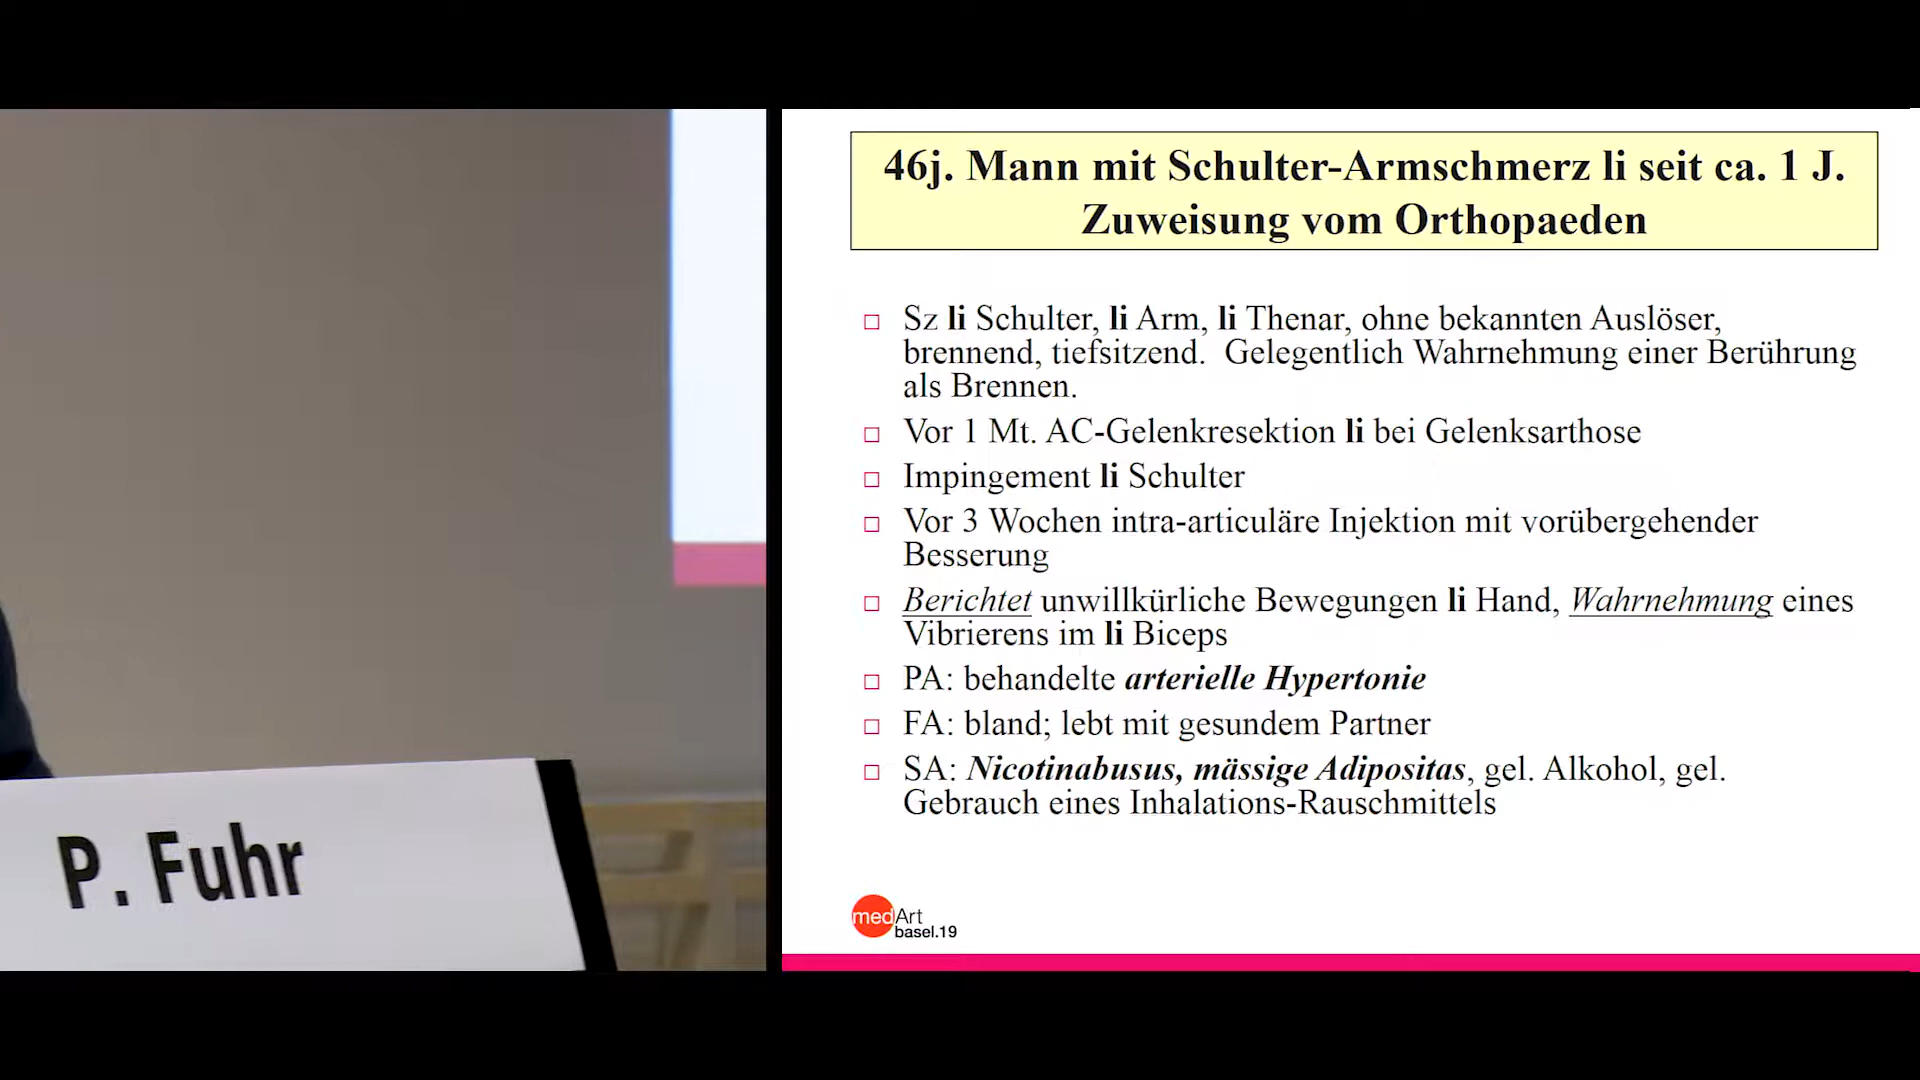 P. Fuhr
46j. Mann mit Schulter-Armschmerz li seit ca. 1 J.
Zuweisung vom Orthopaeden
Sz li Schulter, li Arm, li Thenar, ohne bekannten Auslöser,
brennend, tiefsitzend. Gelegentlich Wahrnehmung einer Berührung
als Brennen.
Vor 1 Mt. AC-Gelenkresektion li bei Gelenksarthose
Impingement li Schulter
Vor 3 Wochen intra-articuläre Injektion mit vorübergehender
Besserung
Berichtet unwillkürliche Bewegungen li Hand, Wahrnehmung eines
Vibrierens im li Biceps
PA: behandelte arterielle Hypertonie
FA: bland; lebt mit gesundem Partner
SA: Nicotinabusus, mässige Adipositas, gel. Alkohol, gel.
Gebrauch eines Inhalations-Rauschmittels
medArt
basel.19